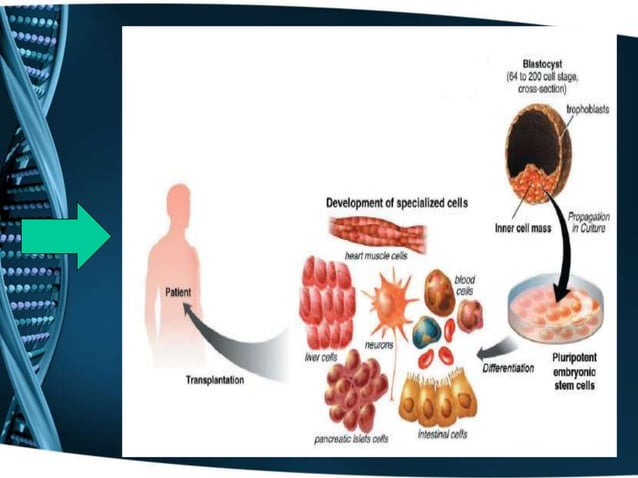 Blastocyst
(64 to 200 cell stage,
cross-section)
trophoblasts
Inner cell mass
Propagation
in Culture
Development of specialized cells
heart muscle cells
blood
cells
Patient
liver cells
neurons
Differentiation
Pluripotent
embryonic
stem cells
Transplantation
pancreatic Islets cells
intestinal cells